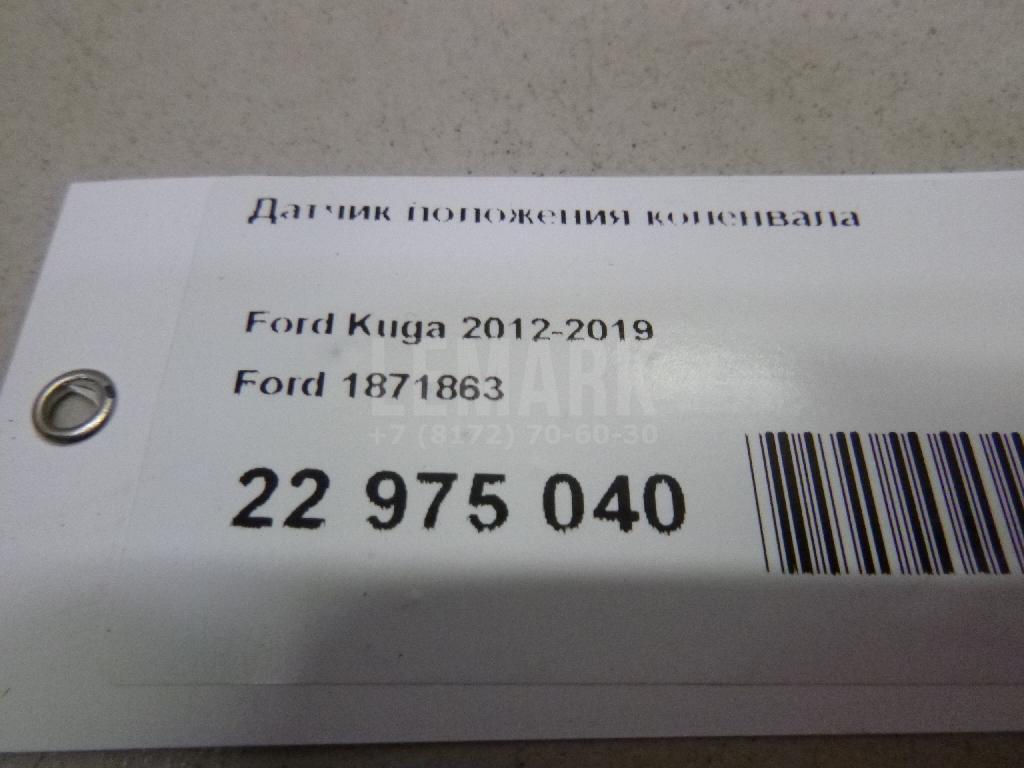 Датчик положения коленвала
Ford Kuga 2012-2019
Ford 1871863
LEMARK
+7 (8172) 70-60-30
22 975 040